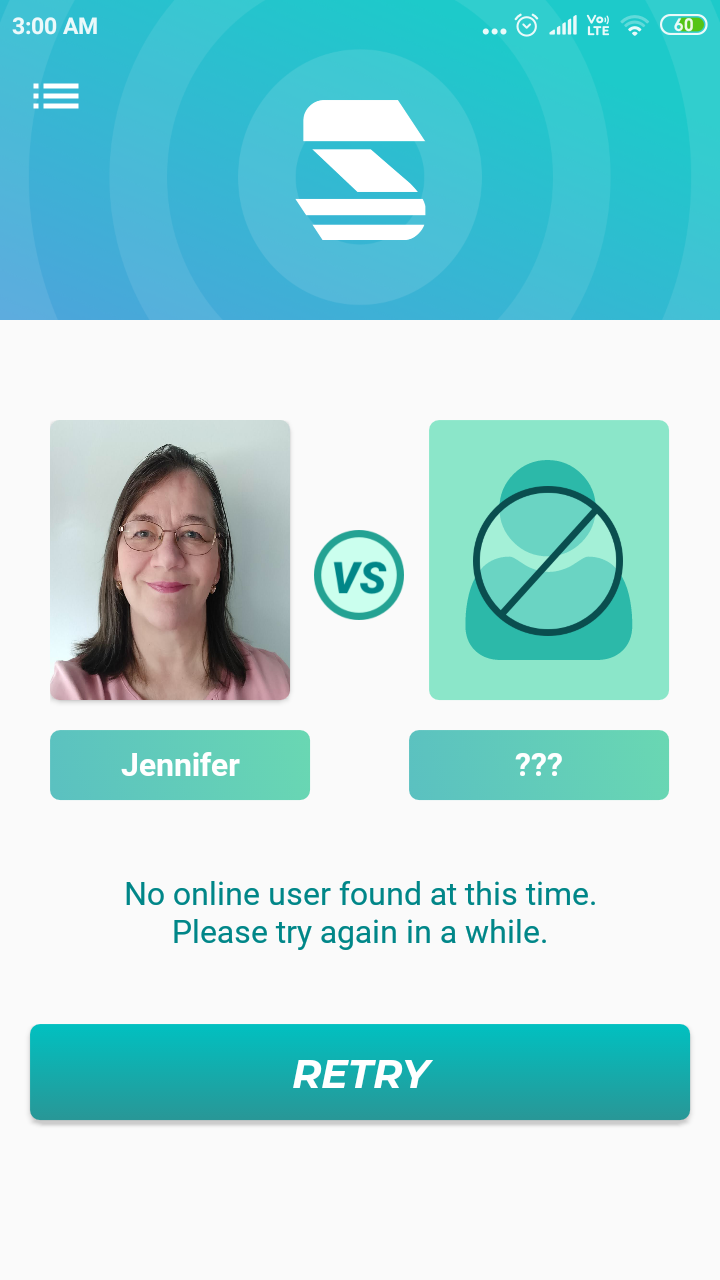 3:00 AM
Vo
LTE
60
Jennifer
VS
???
No online user found at this time.
Please try again in a while.
RETRY